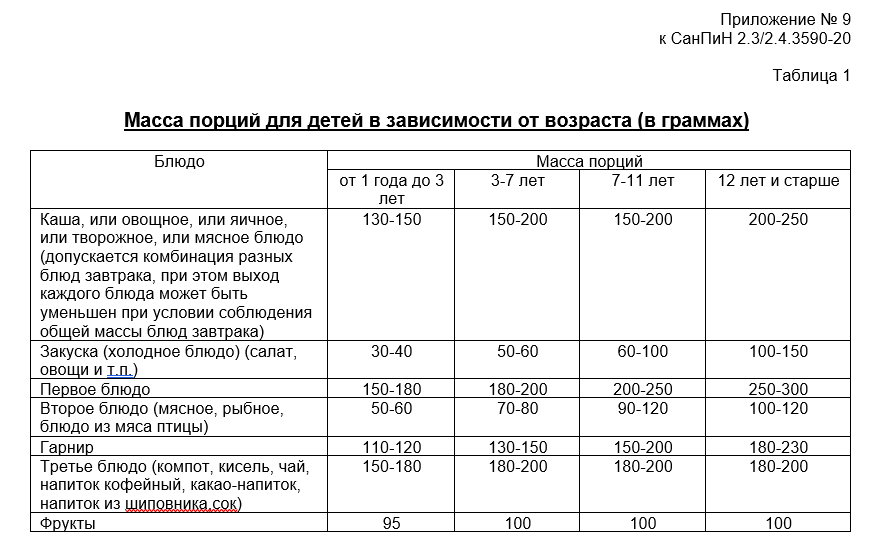 Приложение № 9
к СанПиН 2.3/2.4.3590-20
Таблица 1
Масса порций для детей в зависимости от возраста (в граммах)
Блюдо Масса порций
от 1 года до 3 лет 3-7 лет 7-11 лет 12 лет и старше
Каша, или овощное, или яичное, 130-150 150-200 150-200 200-250
или творожное, или мясное блюдо
(допускается комбинация разных
блюд завтрака, при этом выход
каждого блюда может быть
уменьшен при условии соблюдения
общей массы блюд завтрака)
Закуска (холодное блюдо) (салат, 30-40 50-60 60-100 100-150
овощи и т.п.)
Первое блюдо 150-180 180-200 200-250 250-300
Второе блюдо (мясное, рыбное, 50-60 70-80 90-120 100-120
блюдо из мяса птицы)
Гарнир 110-120 130-150 150-200 180-230
Третье блюдо (компот, кисель, чай, 150-180 180-200 180-200 180-200
напиток кофейный, какао-напиток,
напиток из шиповника,сок)
Фрукты 95 100 100 100